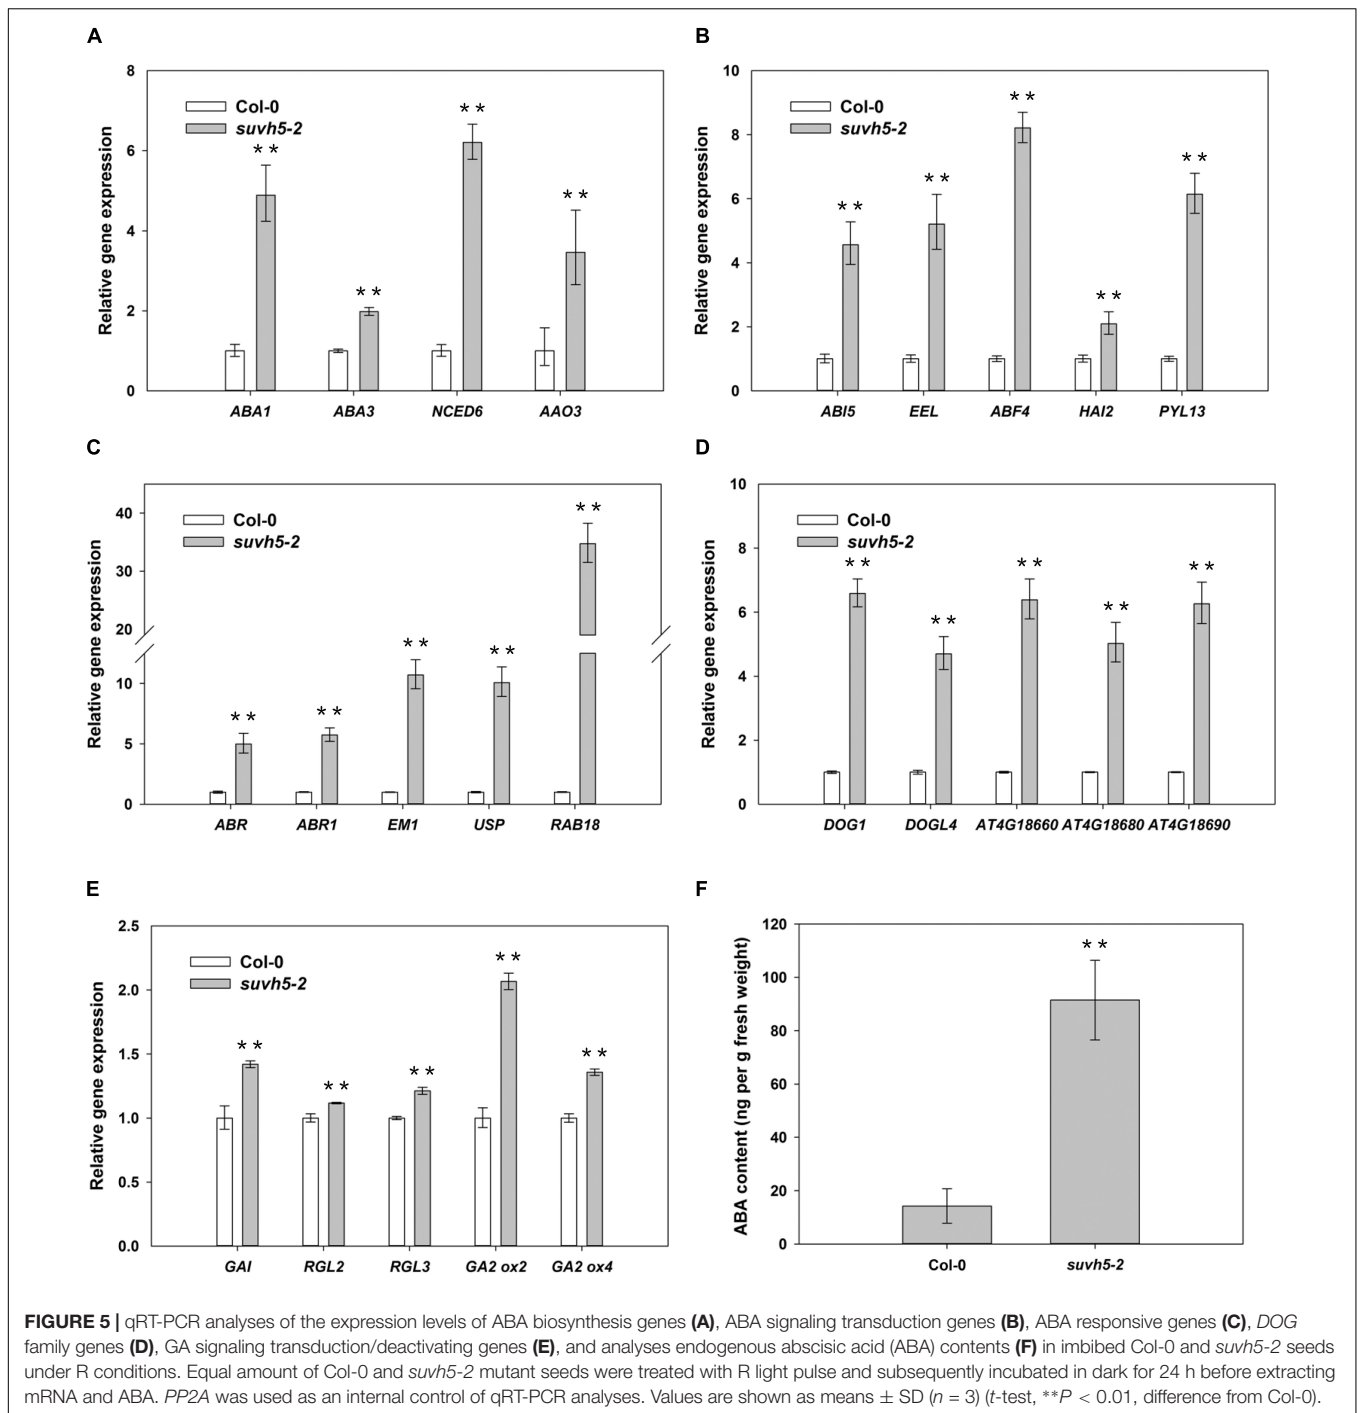 A
8
6
4
2
0
Relative gene expression
Col-0
suvh5-2
**
**
**
**
ABA1 ABA3 NCED6 AAO3
B
10
8
6
4
2
0
Relative gene expression
Col-0
suvh5-2
**
**
**
**
**
ABI5 EEL ABF4 HAI2 PYL13
C
40
30
20
10
5
0
Relative gene expression
Col-0
suvh5-2
**
**
**
**
**
ABR ABR1 EM1 USP RAB18
D
10
8
6
4
2
0
Relative gene expression
Col-0
suvh5-2
**
**
**
**
**
DOG1 DOGL4 AT4G18660 AT4G18680 AT4G18690
E
2.5
2.0
1.5
1.0
0.5
0.0
Relative gene expression
Col-0
suvh5-2
**
**
**
**
**
GAI RGL2 RGL3 GA2 ox2 GA2 ox4
F
120
100
80
60
40
20
0
ABA content (ng per g fresh weight)
**
Col-0 suvh5-2
FIGURE 5 | qRT-PCR analyses of the expression levels of ABA biosynthesis genes (A), ABA signaling transduction genes (B), ABA responsive genes (C), DOG
family genes (D), GA signaling transduction/deactivating genes (E), and analyses endogenous abscisic acid (ABA) contents (F) in imbibed Col-0 and suvh5-2 seeds
under R conditions. Equal amount of Col-0 and suvh5-2 mutant seeds were treated with R light pulse and subsequently incubated in dark for 24 h before extracting
mRNA and ABA. PP2A was used as an internal control of qRT-PCR analyses. Values are shown as means ± SD (n = 3) (t-test, **P < 0.01, difference from Col-0).